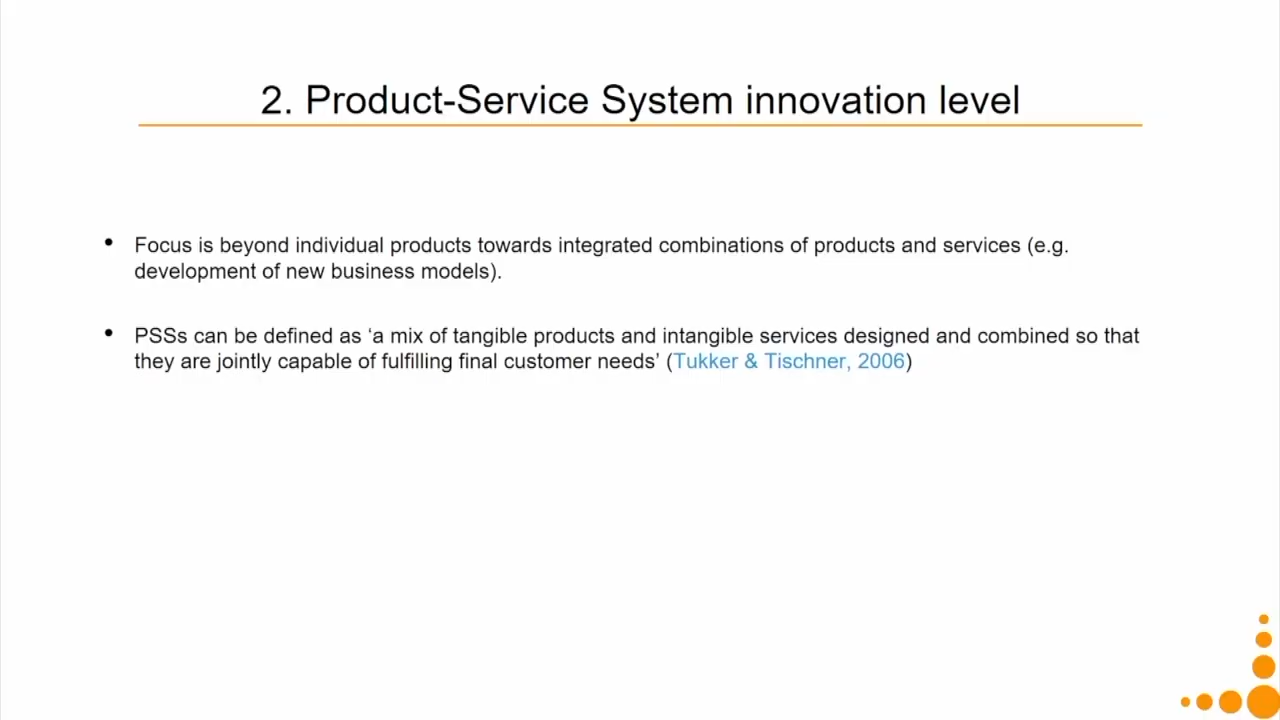 2. Product-Service System innovation level
• Focus is beyond individual products towards integrated combinations of products and services (e.g.
development of new business models).
• PSSs can be defined as ‘a mix of tangible products and intangible services designed and combined so that
they are jointly capable of fulfilling final customer needs’ (Tukker & Tischner, 2006)